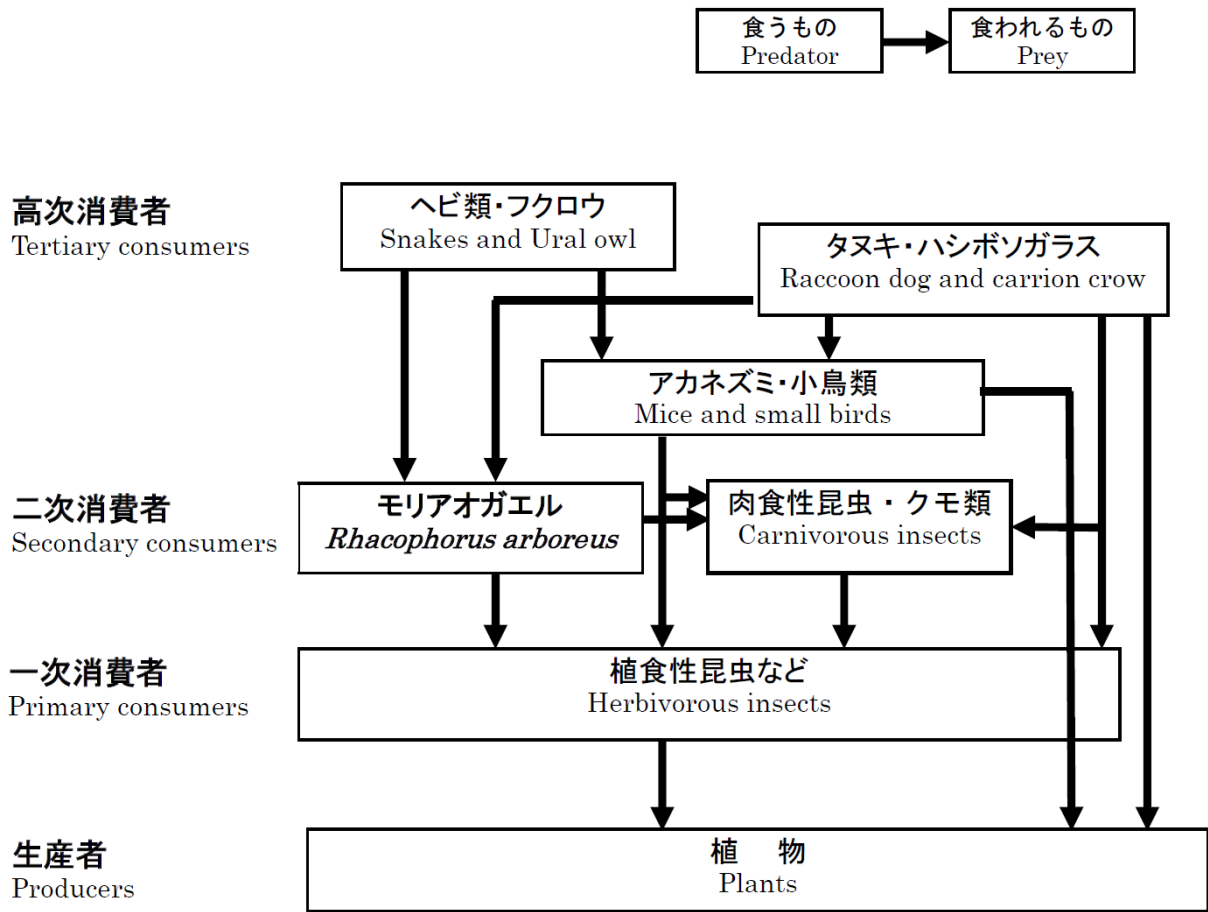 食うもの
Predator
食われるもの
Prey
高次消費者
Tertiary consumers
ヘビ類・フクロウ
Snakes and Ural owl
タヌキ・ハシボソガラス
Raccoon dog and carrion crow
アカネズミ・小鳥類
Mice and small birds
二次消費者
Secondary consumers
モリアオガエル
Rhacophorus arboreus
肉食性昆虫・クモ類
Carnivorous insects
一次消費者
Primary consumers
植食性昆虫など
Herbivorous insects
生産者
Producers
植 物
Plants